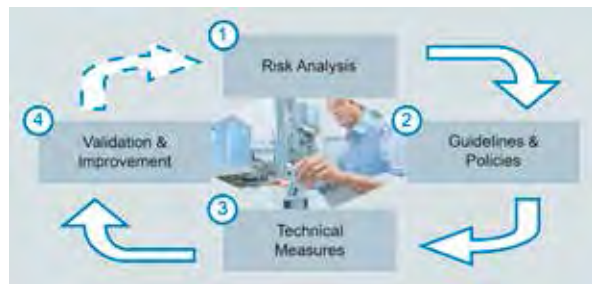 1
Risk Analysis
2
Guidelines &
Policies
3
Technical
Measures
4
Validation &
Improvement